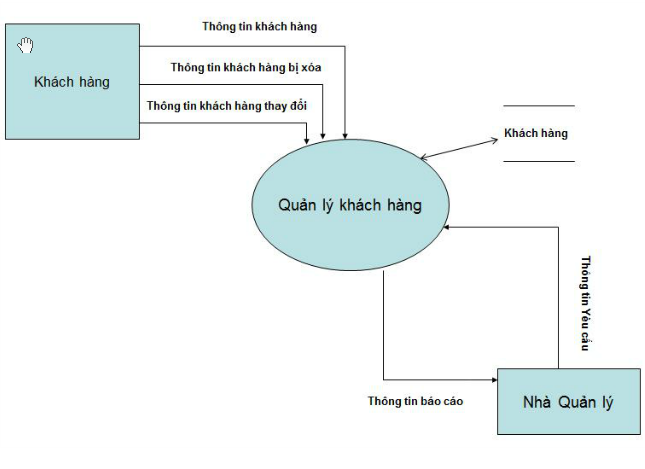 Thông tin khách hàng
Thông tin khách hàng bị xóa
Khách hàng
Thông tin khách hàng thay đổi
Khách hàng
Quản lý khách hàng
Thông tin Yêu cầu
Thông tin báo cáo
Nhà Quản lý